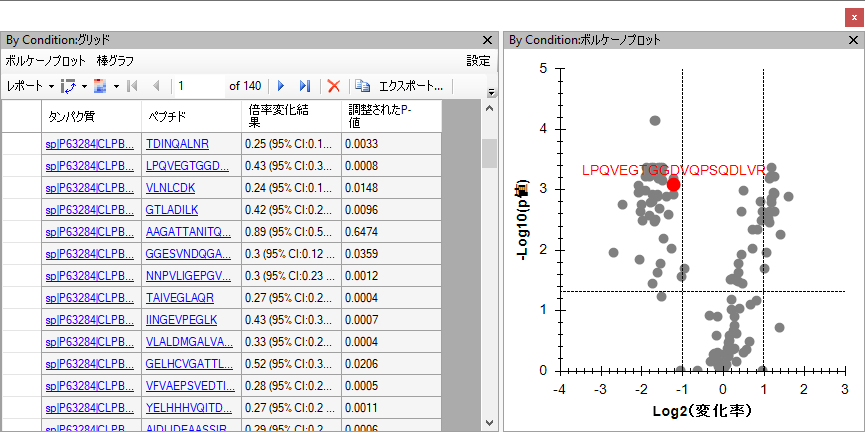 By Condition:グリッド
ボルケーノプロット 棒グラフ 設定
レポート 1 of 140 エクスポート...
タンパク質 ペプチド 倍率変化結果 調整されたP-値
sp|P63284|CLPB... TDINQALNR 0.25 (95% CI:0.1... 0.0033
sp|P63284|CLPB... LPQVEGTGGD... 0.43 (95% CI:0.3... 0.0008
sp|P63284|CLPB... VLNLCDK 0.24 (95% CI:0.1... 0.0148
sp|P63284|CLPB... GTLADILK 0.42 (95% CI:0.2... 0.0096
sp|P63284|CLPB... AAGATTANITQ... 0.89 (95% CI:0.5... 0.6474
sp|P63284|CLPB... GGESVNDQGA... 0.3 (95% CI:0.12 ... 0.0359
sp|P63284|CLPB... NNPVLIGEPGV... 0.3 (95% CI:0.23 ... 0.0012
sp|P63284|CLPB... TAIVEGLAQR 0.27 (95% CI:0.2... 0.0004
sp|P63284|CLPB... IINGEVPEGLK 0.43 (95% CI:0.3... 0.0007
sp|P63284|CLPB... VLALDMGALVA... 0.33 (95% CI:0.2... 0.0004
sp|P63284|CLPB... GELHCVGATTL... 0.52 (95% CI:0.3... 0.0206
sp|P63284|CLPB... VFVAEPSVEDTI... 0.28 (95% CI:0.2... 0.0005
sp|P63284|CLPB... YELHHHVQITD... 0.27 (95% CI:0.2... 0.0011
sp|P63284|CLPB... AIDLIDEAASSIR 0.29 (95% CI:0.2... 0.0006
By Condition:ボルケーノプロット
5
4
LPQVEGTGGDVQPSQDLVR
3
-Log10(p値)
2
1
0
-4 -3 -2 -1 0 1 2 3
Log2(変化率)